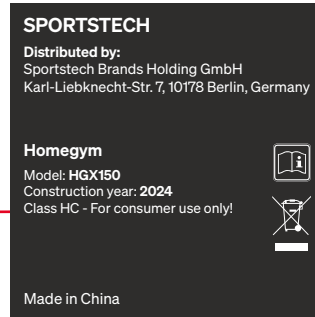 SPORTSTECH
Distributed by:
Sportstech Brands Holding GmbH
Karl-Liebknecht-Str. 7, 10178 Berlin, Germany
Homegym
Model: HGX150
Construction year: 2024
Class HC - For consumer use only!
Made in China